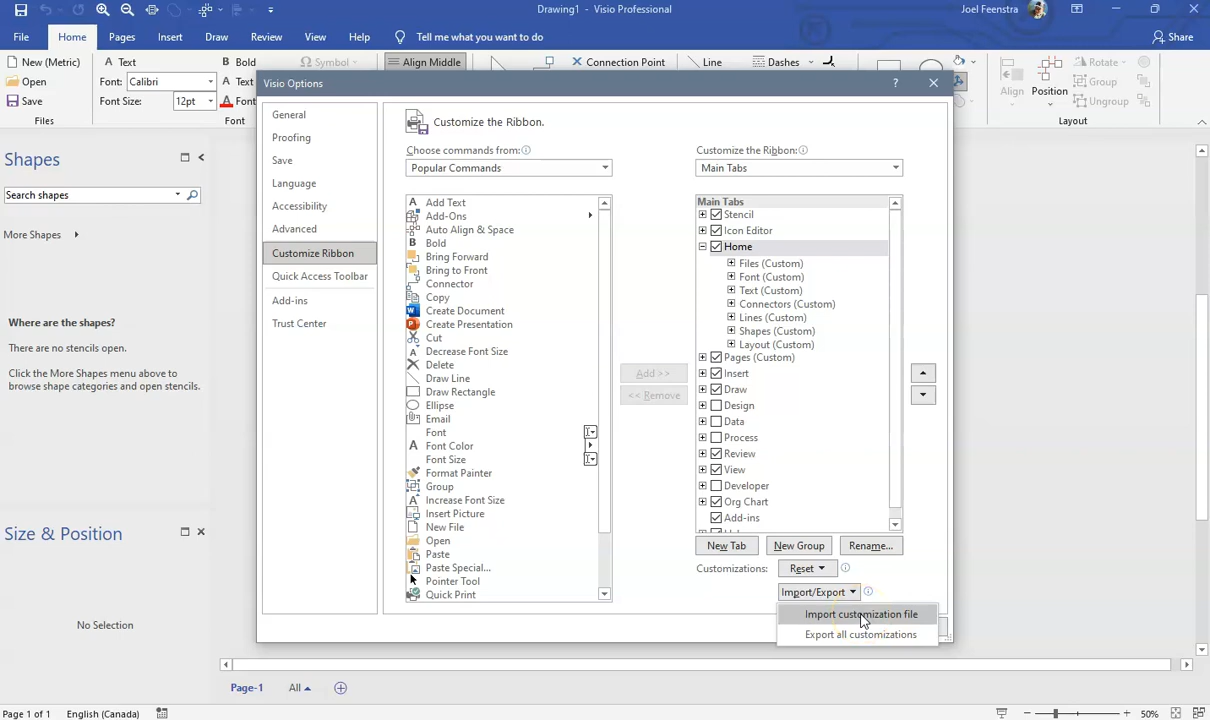 Drawing1 - Visio Professional
Joel Feenstra
File
Home
Pages
Insert
Draw
Review
View
Help
Tell me what you want to do
Share
New (Metric)
Open
Save
Files
Text
Font: Calibri
Font Size: 12pt
Bold
Text
Font
Font
Symbol
Align Middle
Connection Point
Line
Dashes
Align
Position
Rotate
Group
Ungroup
Layout
Shapes
Search shapes
More Shapes
Where are the shapes?
There are no stencils open.
Click the More Shapes menu above to
browse shape categories and open stencils.
Size & Position
No Selection
Visio Options
?
General
Proofing
Save
Language
Accessibility
Advanced
Customize Ribbon
Quick Access Toolbar
Add-ins
Trust Center
Customize the Ribbon.
Choose commands from:
Popular Commands
Add Text
Add-Ons
Auto Align & Space
Bold
Bring Forward
Bring to Front
Connector
Copy
Create Document
Create Presentation
Cut
Decrease Font Size
Delete
Draw Line
Draw Rectangle
Ellipse
Email
Font
Font Color
Font Size
Format Painter
Group
Increase Font Size
Insert Picture
New File
Open
Paste
Paste Special...
Pointer Tool
Quick Print
Add >>
<< Remove
Customize the Ribbon:
Main Tabs
Main Tabs
Stencil
Icon Editor
Home
Files (Custom)
Font (Custom)
Text (Custom)
Connectors (Custom)
Lines (Custom)
Shapes (Custom)
Layout (Custom)
Pages (Custom)
Insert
Draw
Design
Data
Process
Review
View
Developer
Org Chart
Add-ins
New Tab
New Group
Rename...
Customizations:
Reset
Import/Export
Import customization file
Export all customizations
Page-1
All
Page 1 of 1
English (Canada)
50%